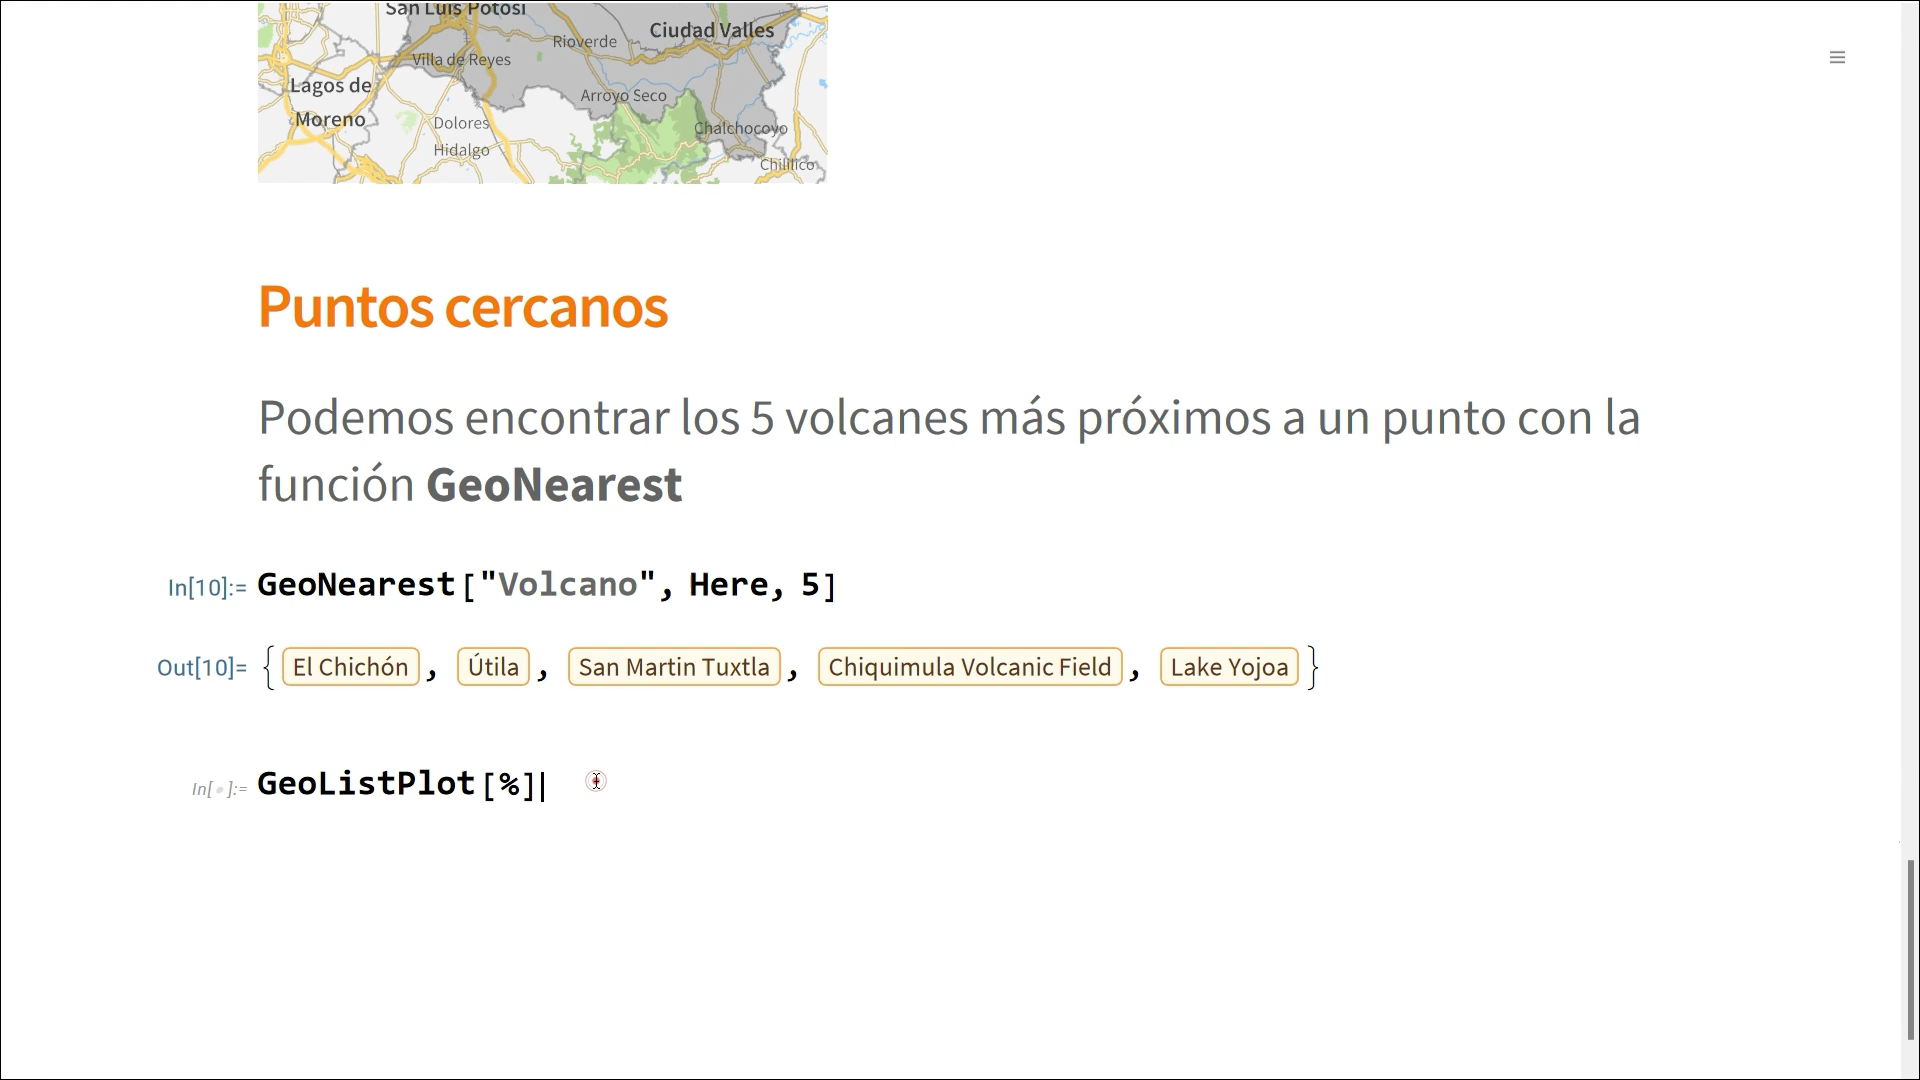 San Luis Potosí
Ciudad Valles
Rioverde
Villa de Reyes
Lagos de
Moreno
Arroyo Seco
Dolores
Hidalgo
Chalchocoyo
Chililico
Puntos cercanos
Podemos encontrar los 5 volcanes más próximos a un punto con la
función GeoNearest
In[10]:= GeoNearest["Volcano", Here, 5]
Out[10]= {El Chichón, Útila, San Martin Tuxtla, Chiquimula Volcanic Field, Lake Yojoa}
In[•]:= GeoListPlot[%]